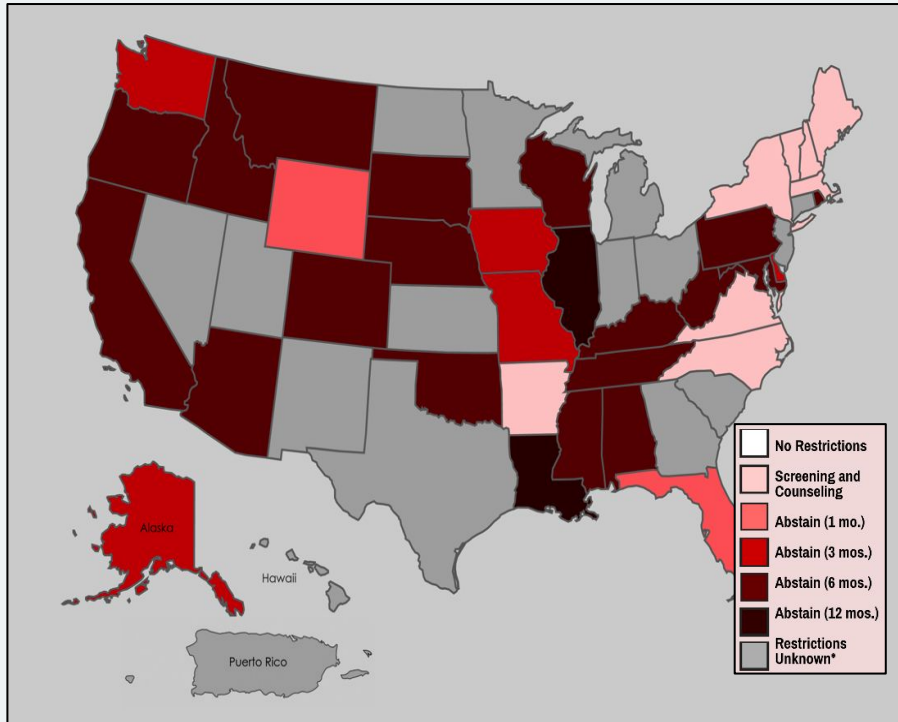 Alaska
Hawaii
Puerto Rico
No Restrictions
Screening and
Counseling
Abstain (1 mo.)
Abstain (3 mos.)
Abstain (6 mos.)
Abstain (12 mos.)
Restrictions
Unknown*